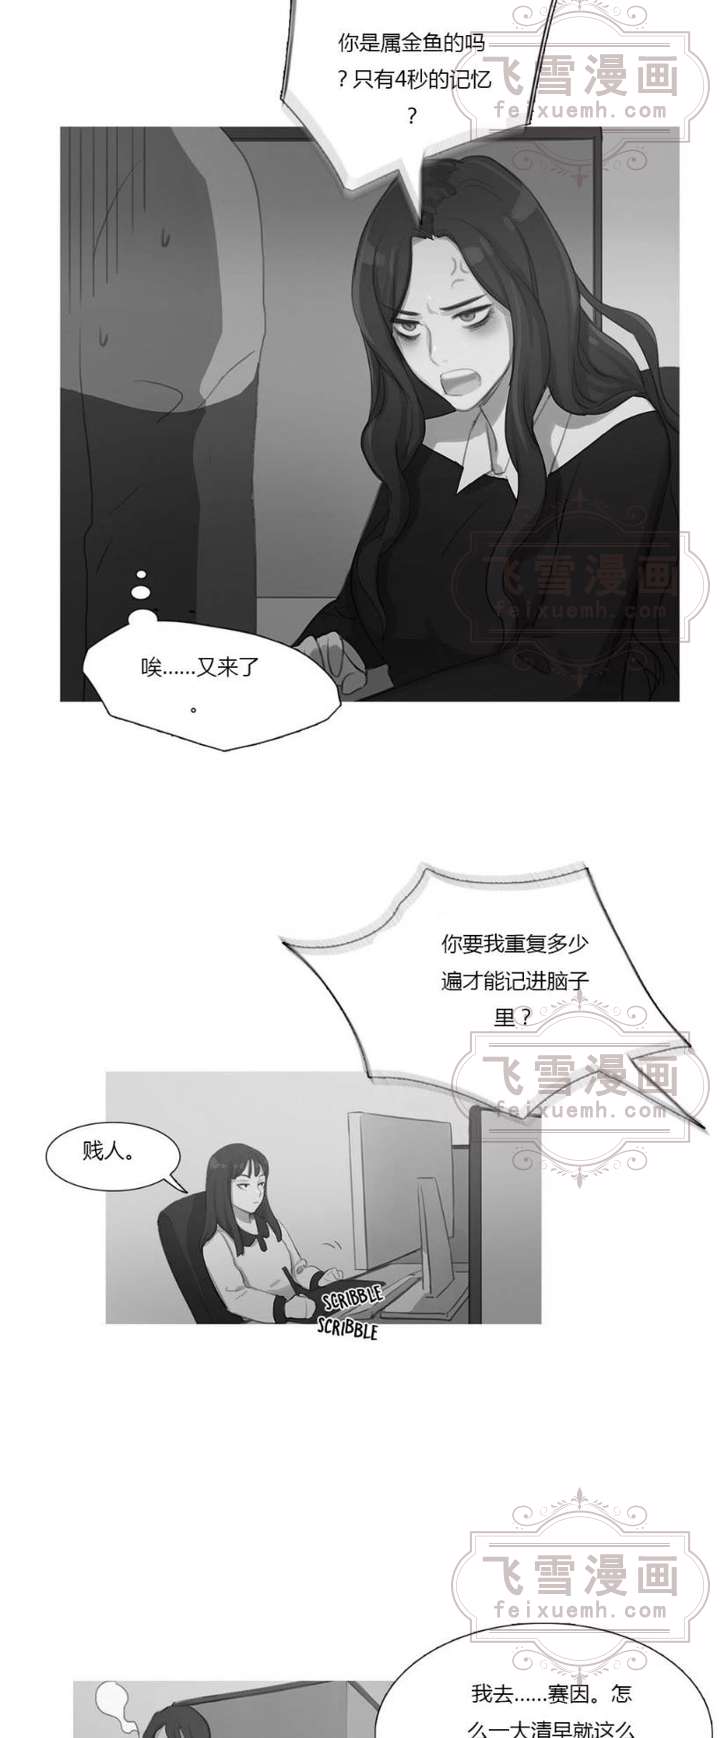 你是属金鱼的吗
？只有4秒的记忆
？
飞雪漫画
feixuemh.com
飞雪漫画
feixuemh.com
唉……又来了
。
你要我重复多少
遍才能记进脑子
里？
飞雪漫画
feixuemh.com
贱人。
SCRIBBLE
SCRIBBLE
飞雪漫画
feixuemh.com
我去……赛因。怎
么一大清早就这么